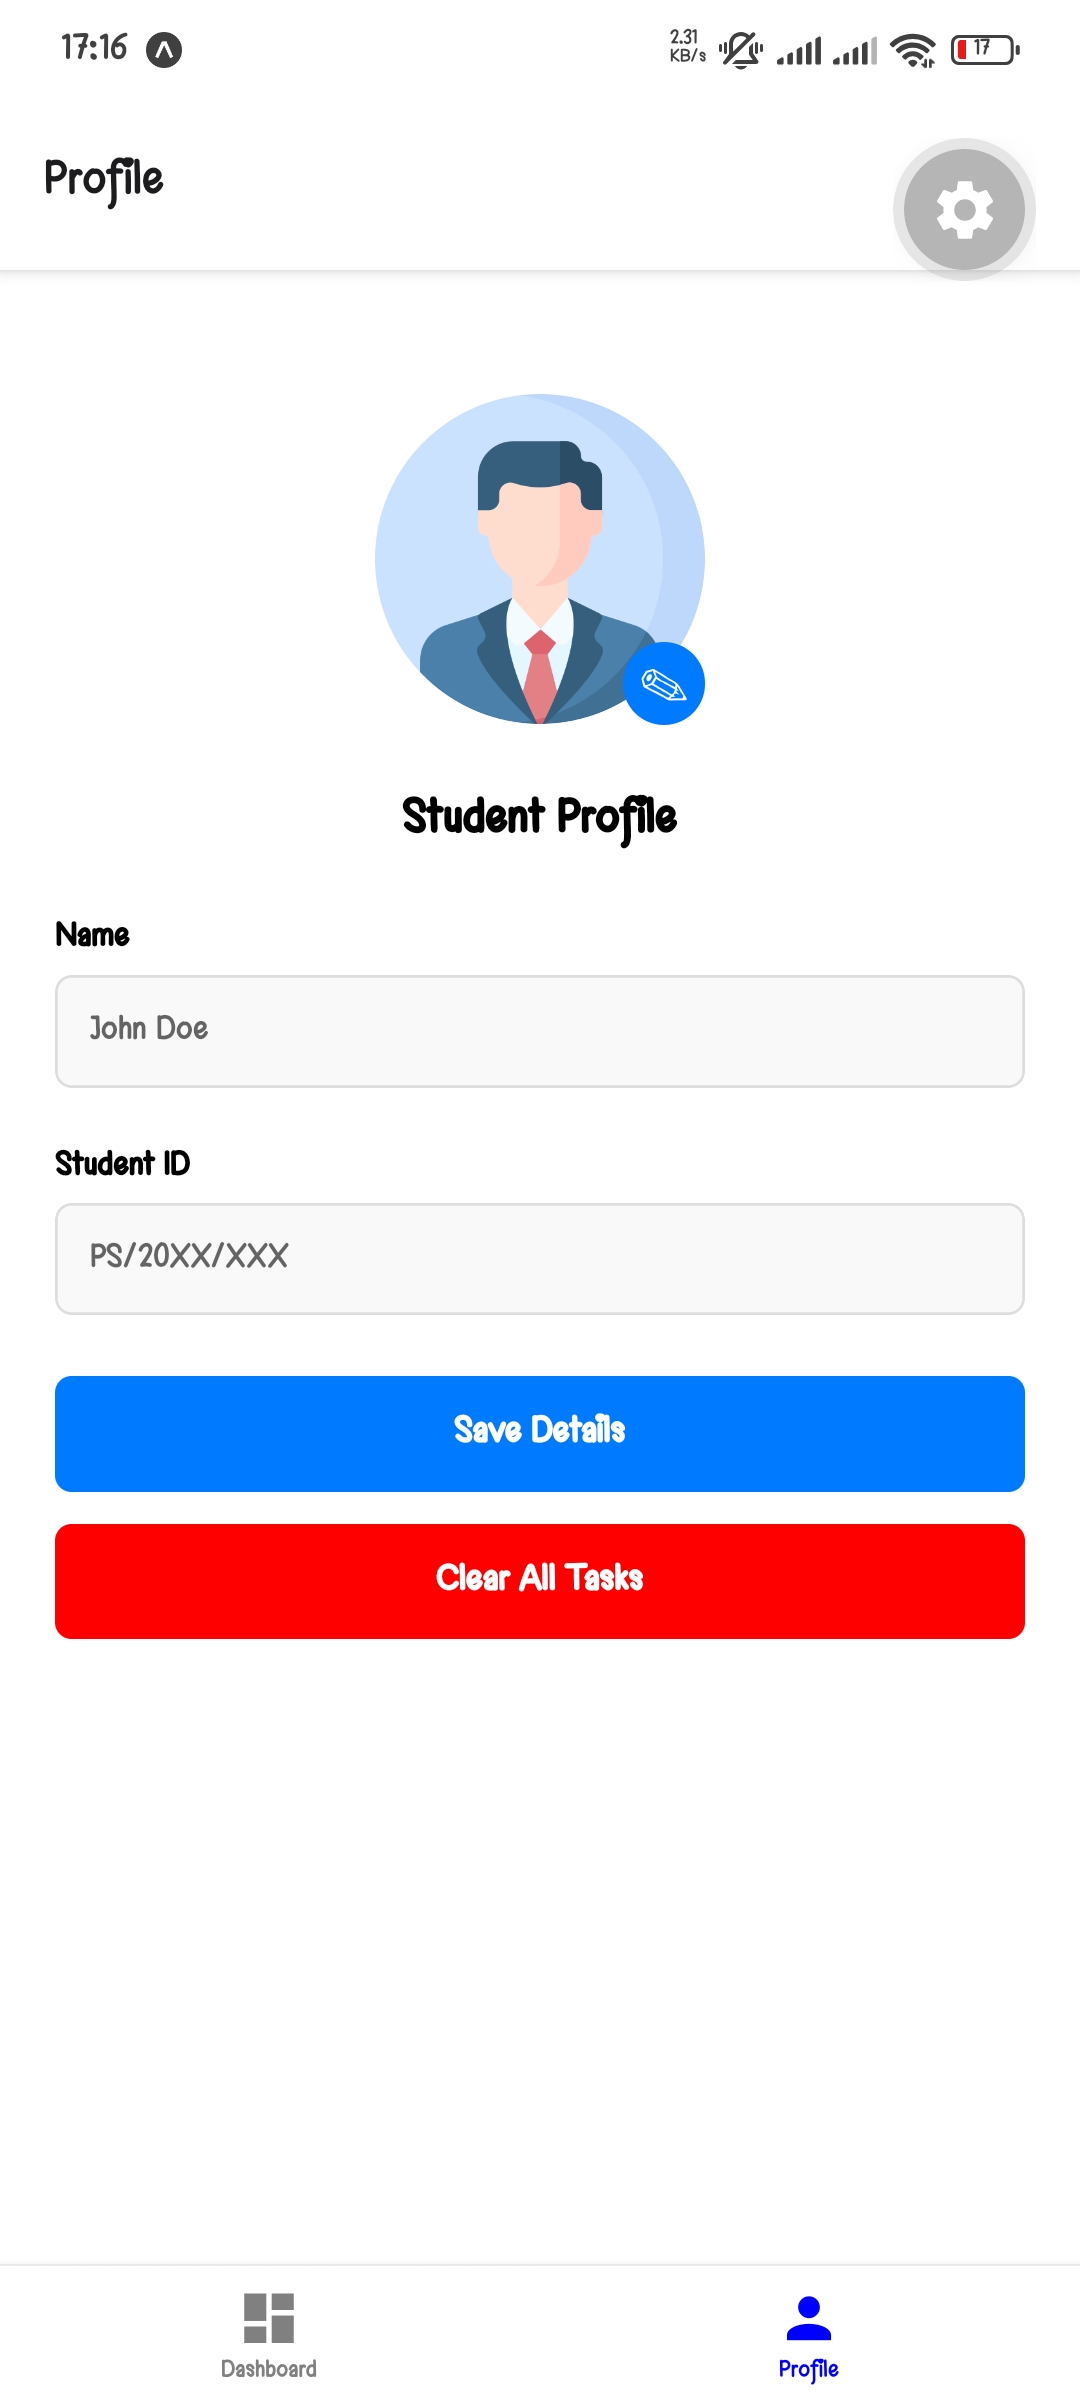 17:16
2.31
KB/s
17
Profile
Student Profile
Name
John Doe
Student ID
PS/20XX/XXX
Save Details
Clear All Tasks
Dashboard
Profile